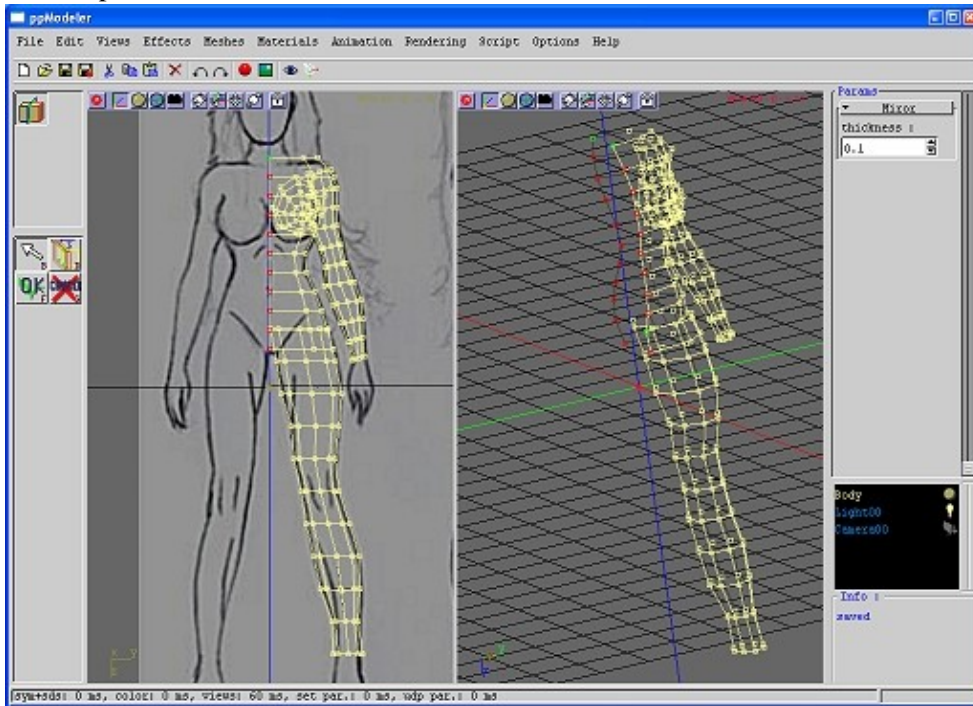 ppModeler
File Edit Views Effects Meshes Materials Animation Rendering Script Options Help
Params
Miror
thickness :
0.1
OK
Body
Light00
Camera00
Info :
saved
x
y
sym+sds: 0 ms, color: 0 ms, views: 60 ms, set par.: 0 ms, udp par.: 0 ms